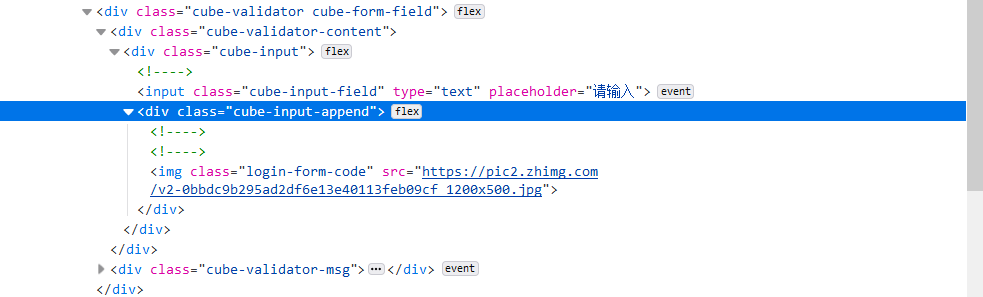 <div class="cube-validator cube-form-field"> flex
<div class="cube-validator-content">
<div class="cube-input"> flex
<!---->
<input class="cube-input-field" type="text" placeholder="请输入"> event
<div class="cube-input-append"> flex
<!---->
<!---->
<img class="login-form-code" src="https://pic2.zhimg.com
/v2-0bbdc9b295ad2df6e13e40113feb09cf_1200x500.jpg">
</div>
</div>
</div>
<div class="cube-validator-msg"> ••• </div> event
</div>